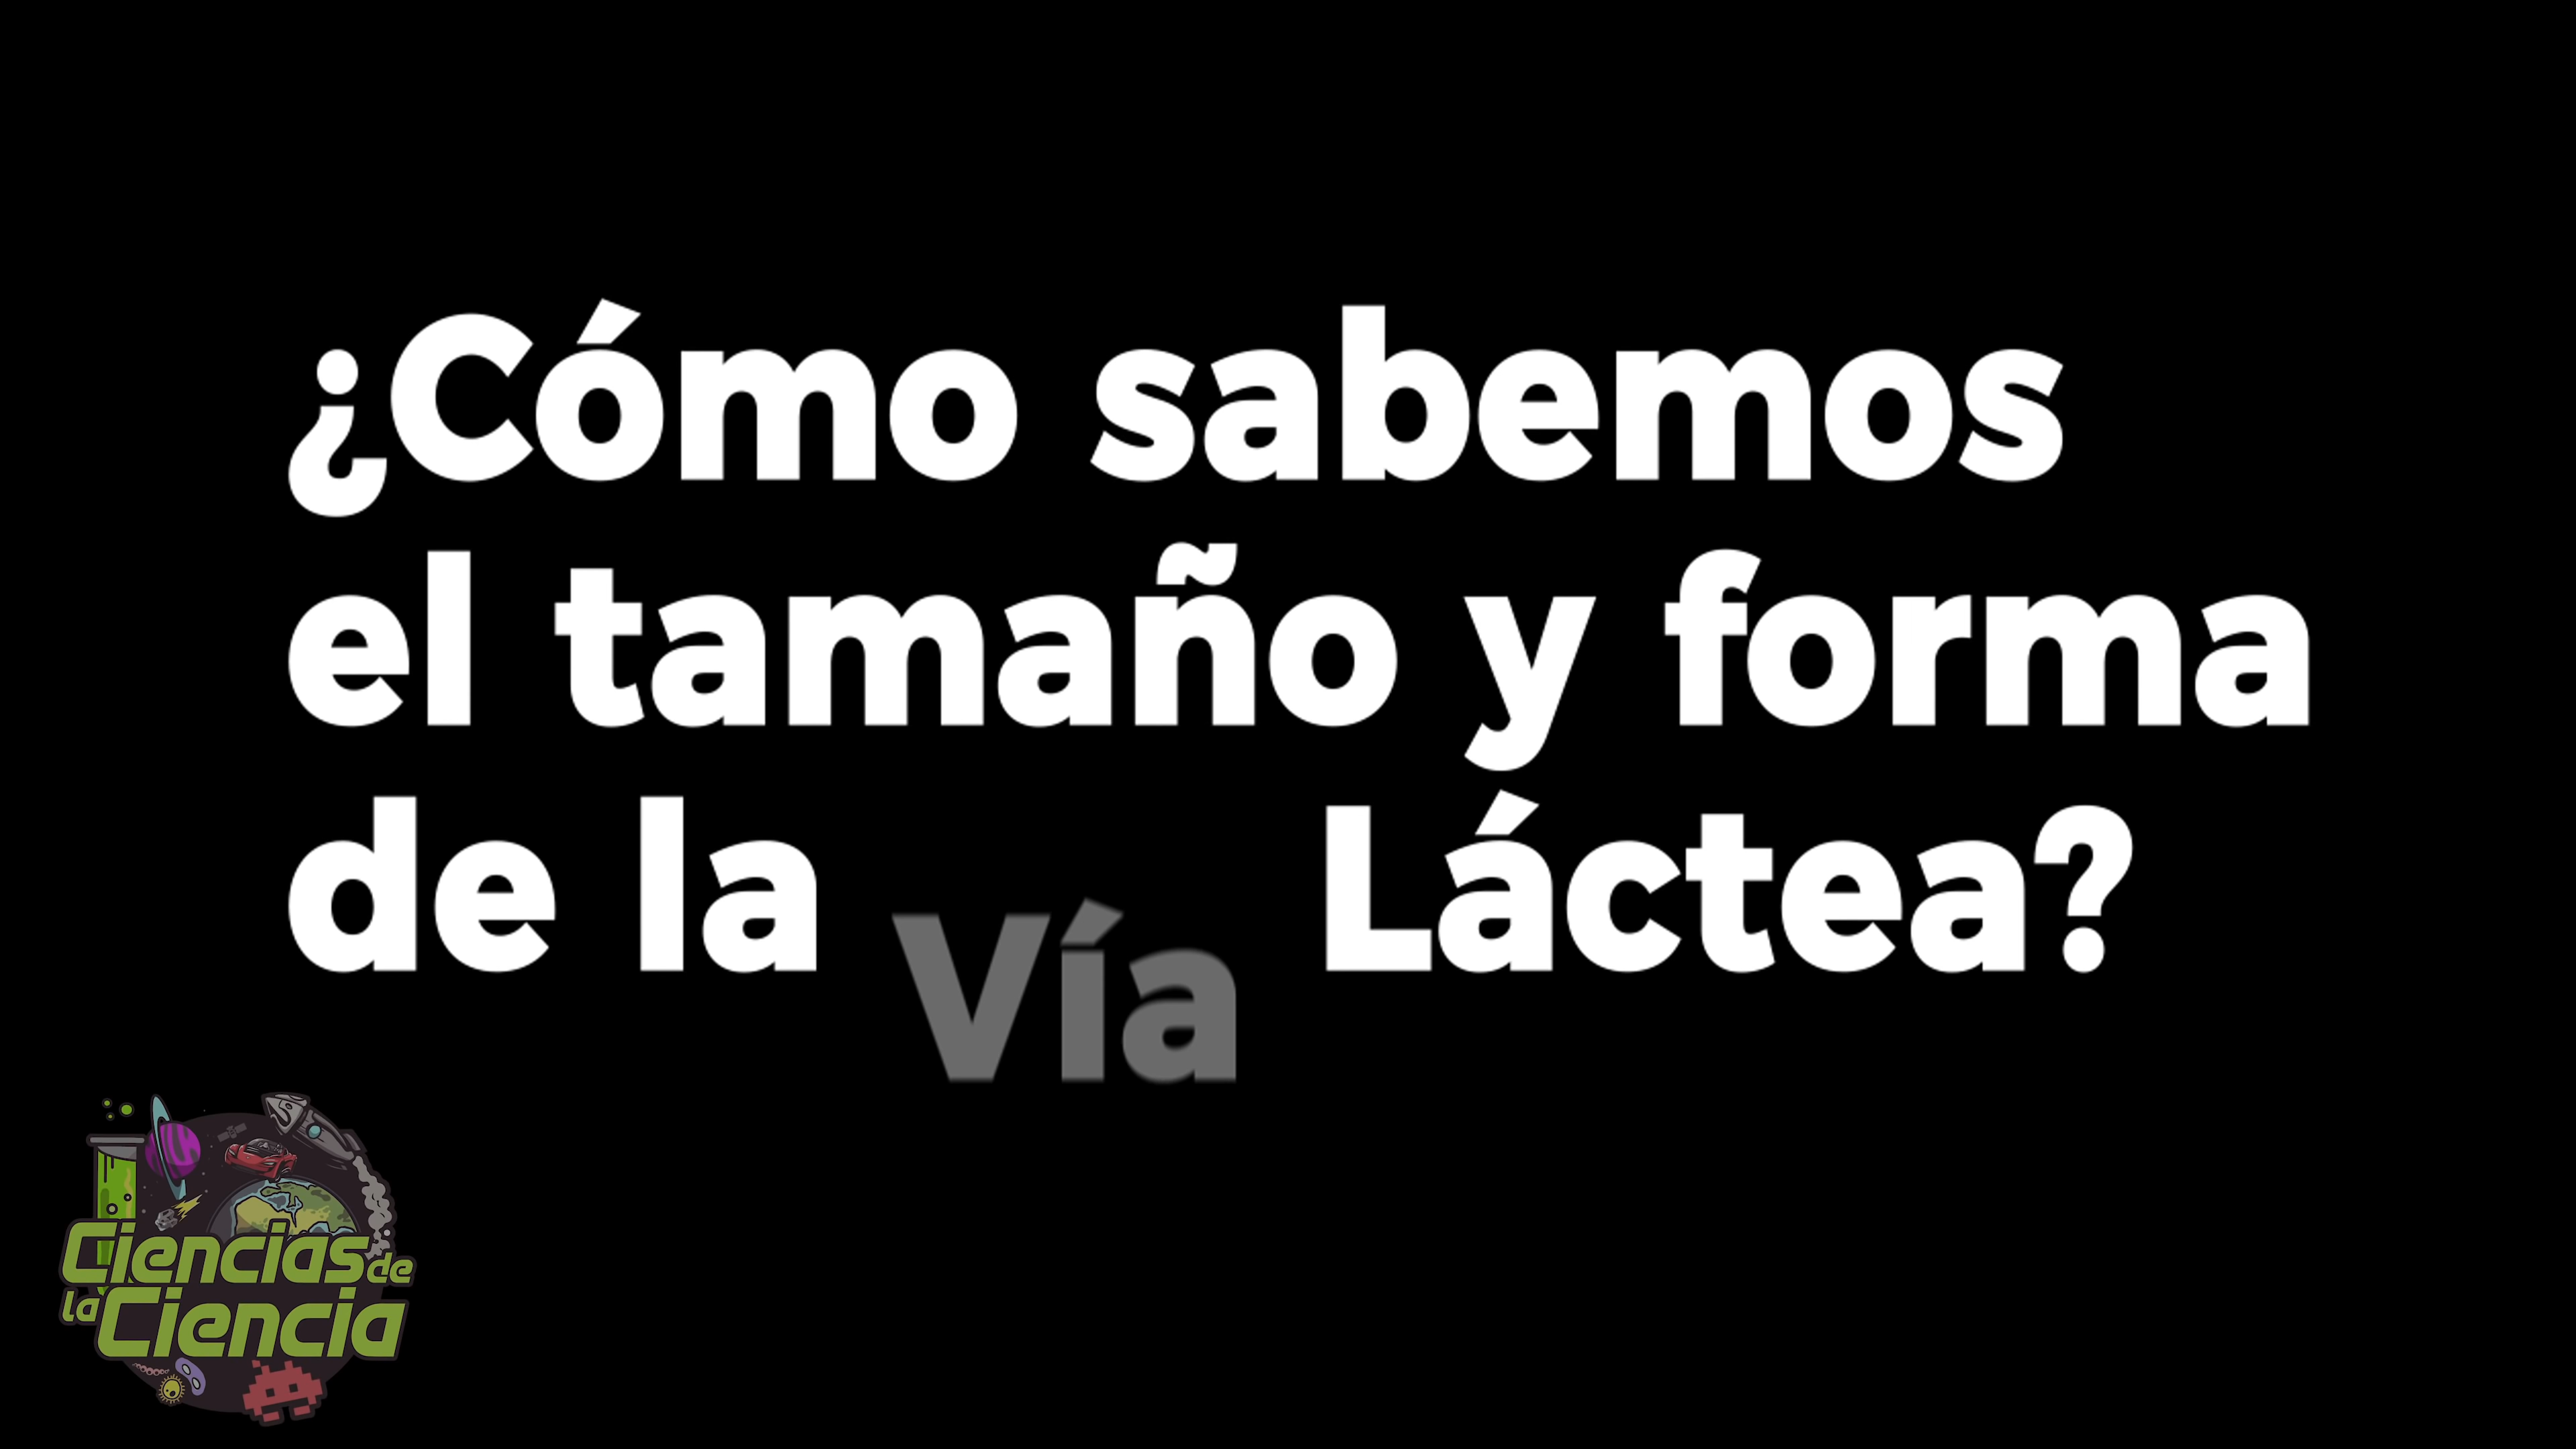 ¿Cómo sabemos
el tamaño y forma
de la Vía Láctea?
Ciencias de
la Ciencia